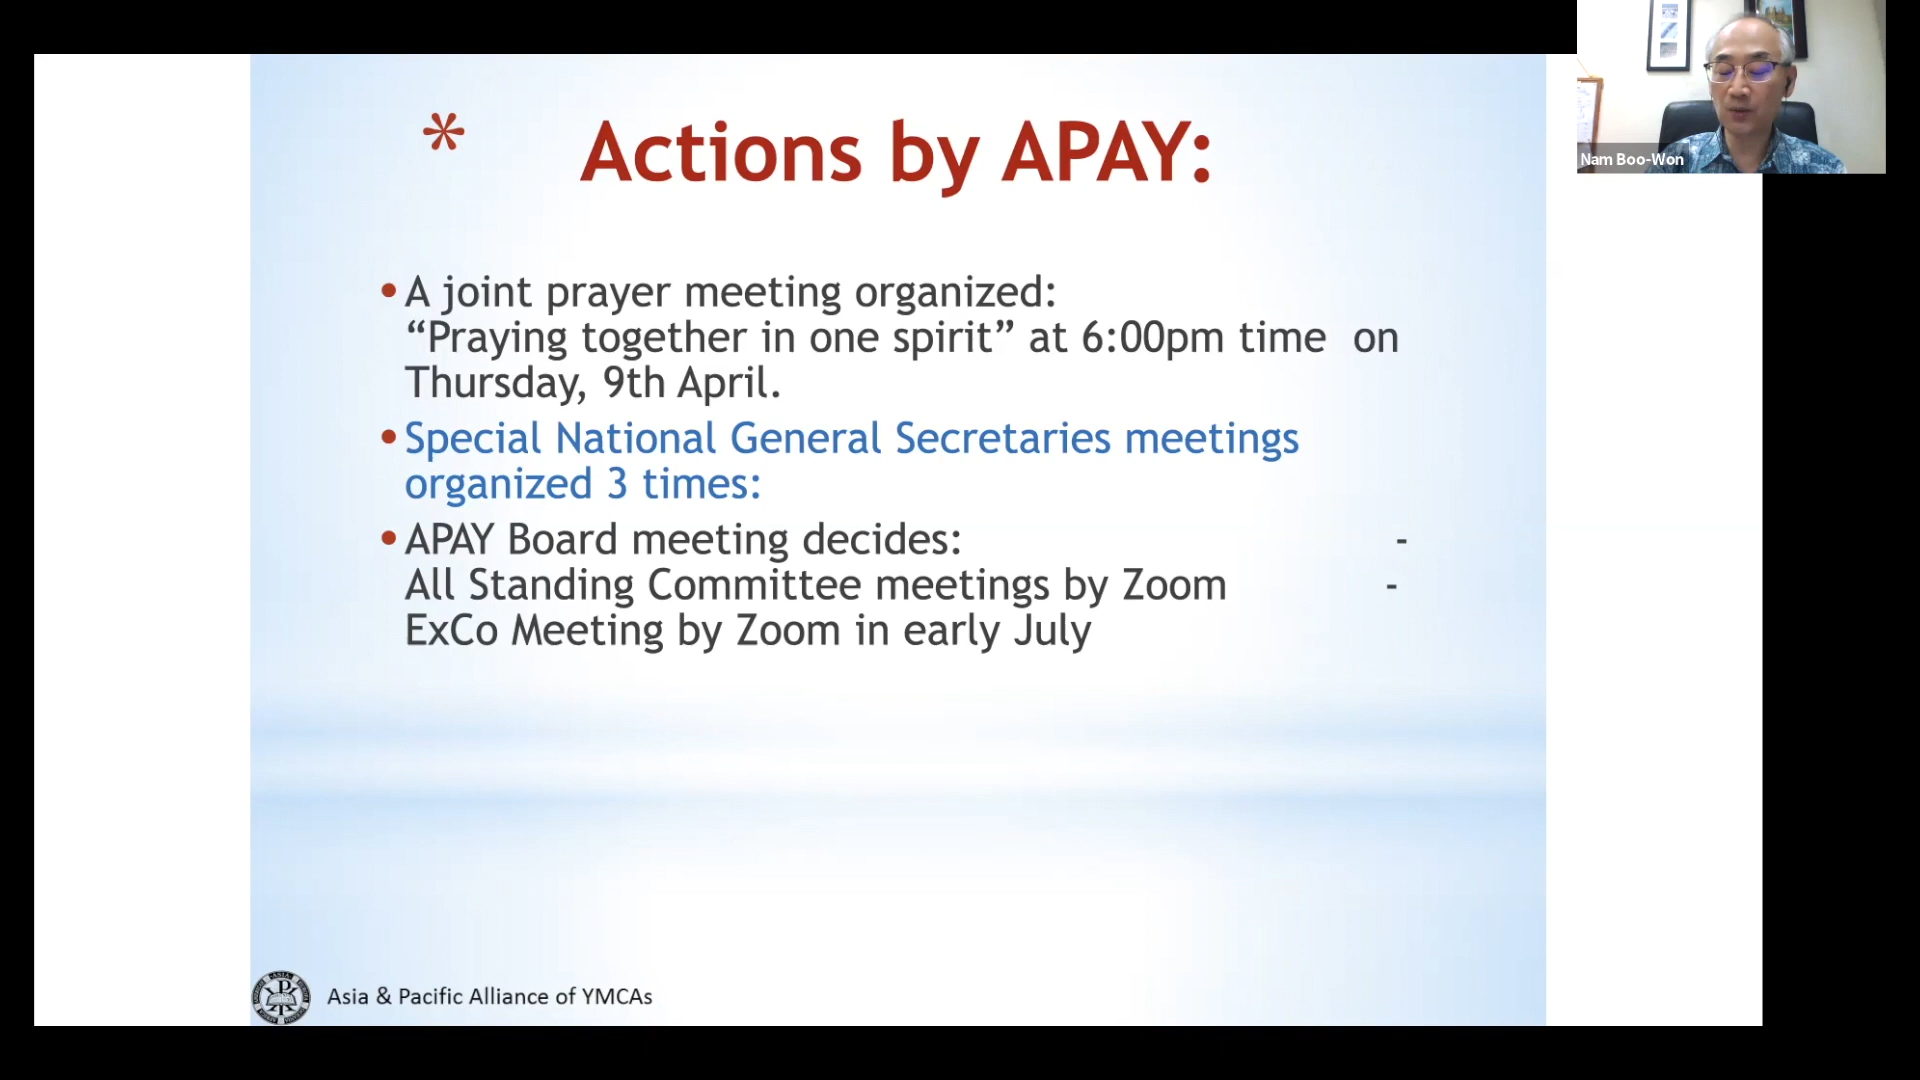 * Actions by APAY:
Nam Boo-Won
•A joint prayer meeting organized:
“Praying together in one spirit” at 6:00pm time on
Thursday, 9th April.
•Special National General Secretaries meetings
organized 3 times:
•APAY Board meeting decides: -
All Standing Committee meetings by Zoom -
ExCo Meeting by Zoom in early July
Asia & Pacific Alliance of YMCAs